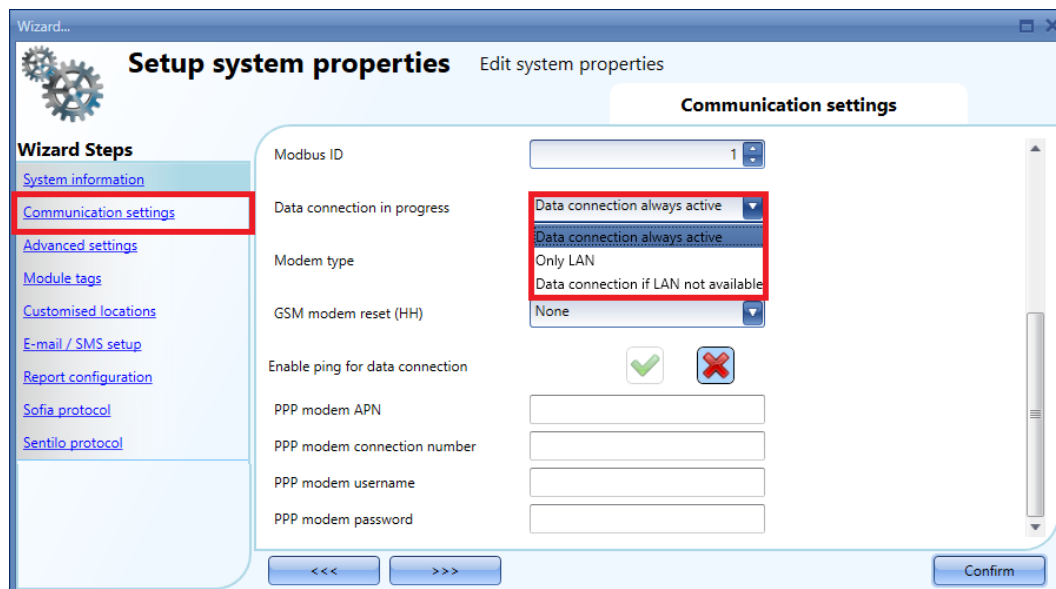 Wizard...
Setup system properties Edit system properties
Communication settings
Wizard Steps
System information
Communication settings
Advanced settings
Module tags
Customised locations
E-mail / SMS setup
Report configuration
Sofia protocol
Sentilo protocol
Modbus ID 1
Data connection in progress Data connection always active
Data connection always active
Modem type Only LAN
Data connection if LAN not available
GSM modem reset (HH) None
Enable ping for data connection
PPP modem APN
PPP modem connection number
PPP modem username
PPP modem password
<<< >>> Confirm